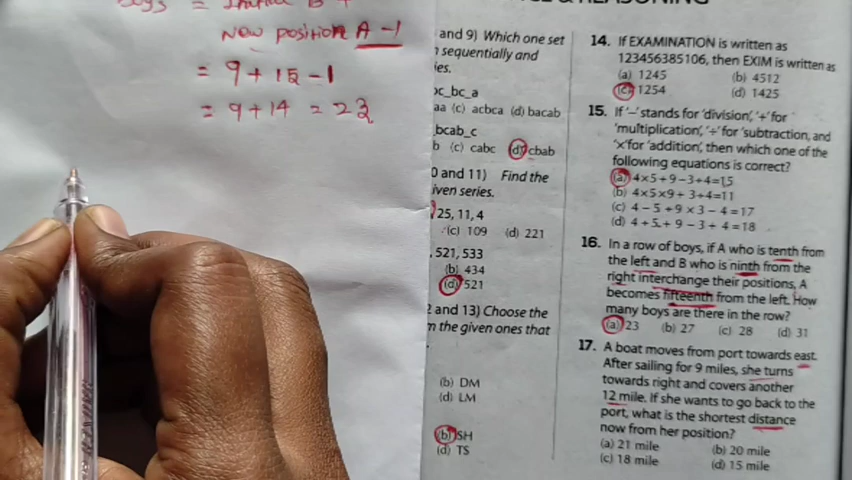 boys = Initial B +
New position A - 1
= 9 + 15 - 1
= 9 + 14 = 23
& REASONING
and 9) Which one set
sequentially and
ies.
bc_bc_a
aa (c) acbca (d) bacab
bcab_c
b (c) cabc (d) cbab
0 and 11) Find the
iven series.
25, 11, 4
(c) 109 (d) 221
, 521, 533
(b) 434
(d) 521
2 and 13) Choose the
n the given ones that
(b) DM
(d) LM
(b) SH
(d) TS
14. If EXAMINATION is written as
123456385106, then EXIM is written as
(a) 1245 (b) 4512
(c) 1254 (d) 1425
15. If '–' stands for 'division', '+' for
'multiplication', '÷' for 'subtraction, and
'×' for 'addition', then which one of the
following equations is correct?
(a) 4×5+9–3+4=15
(b) 4×5×9+3÷4=11
(c) 4 – 5 ÷ 9 × 3 – 4 = 17
(d) 4 ÷ 5 + 9 – 3 + 4 = 18
16. In a row of boys, if A who is tenth from
the left and B who is ninth from the
right interchange their positions, A
becomes fifteenth from the left. How
many boys are there in the row?
(a) 23 (b) 27 (c) 28 (d) 31
17. A boat moves from port towards east.
After sailing for 9 miles, she turns
towards right and covers another
12 mile. If she wants to go back to the
port, what is the shortest distance
now from her position?
(a) 21 mile (b) 20 mile
(c) 18 mile (d) 15 mile